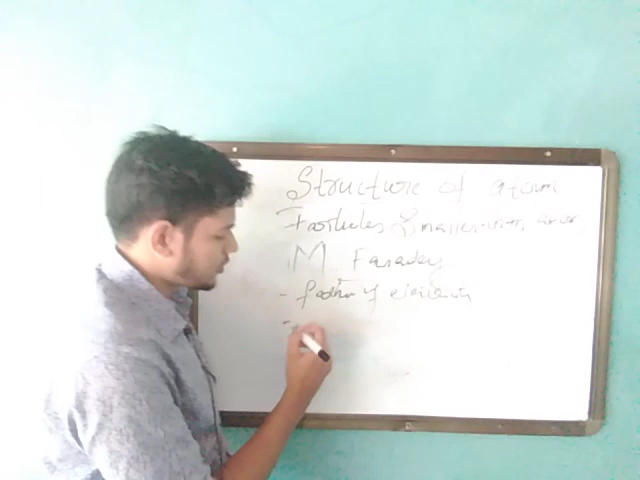 Structure of atom
Particles smaller than atom
M Faraday
- father of electricity
-